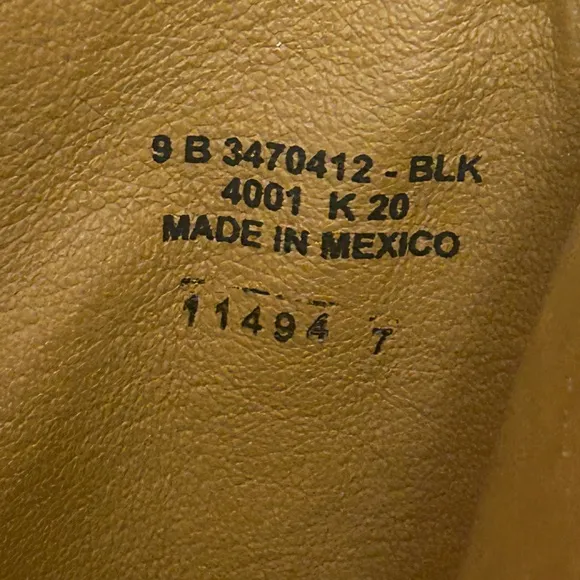 9 B 3470412 - BLK
4001 K 20
MADE IN MEXICO
11494 7